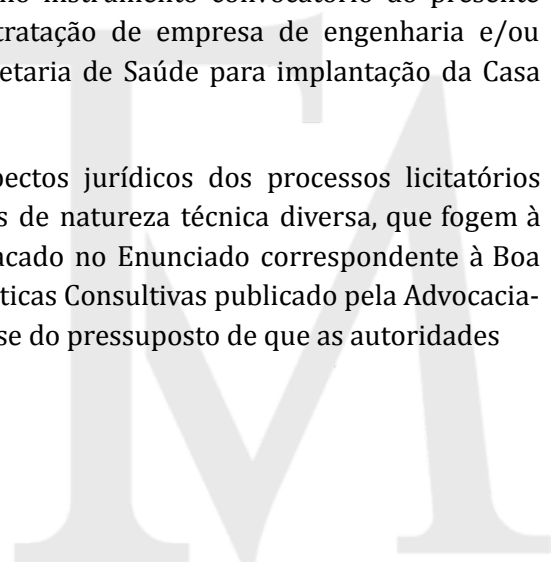 no instrumento convocatório do presente
tratação de empresa de engenharia e/ou
etaria de Saúde para implantação da Casa
pectos jurídicos dos processos licitatórios
s de natureza técnica diversa, que fogem à
acado no Enunciado correspondente à Boa
ticas Consultivas publicado pela Advocacia-
se do pressuposto de que as autoridades